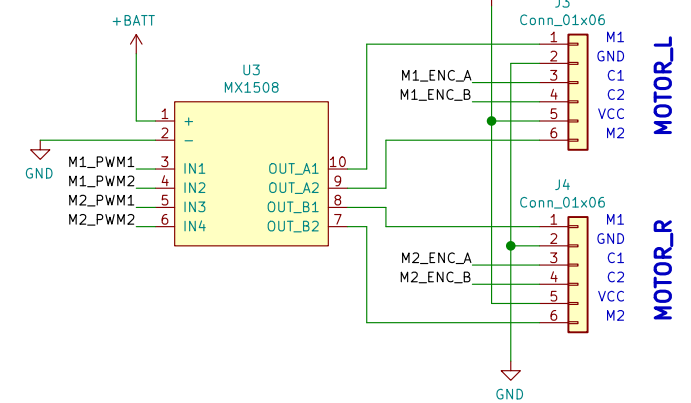 J3
Conn_01x06
+BATT
1 M1
2 GND
M1_ENC_A 3 C1
M1_ENC_B 4 C2
5 VCC
6 M2
MOTOR_L
U3
MX1508
1 +
2 −
GND
M1_PWM1 3 IN1 OUT_A1 10
M1_PWM2 4 IN2 OUT_A2 9
M2_PWM1 5 IN3 OUT_B1 8
M2_PWM2 6 IN4 OUT_B2 7
J4
Conn_01x06
1 M1
2 GND
M2_ENC_A 3 C1
M2_ENC_B 4 C2
5 VCC
6 M2
MOTOR_R
GND